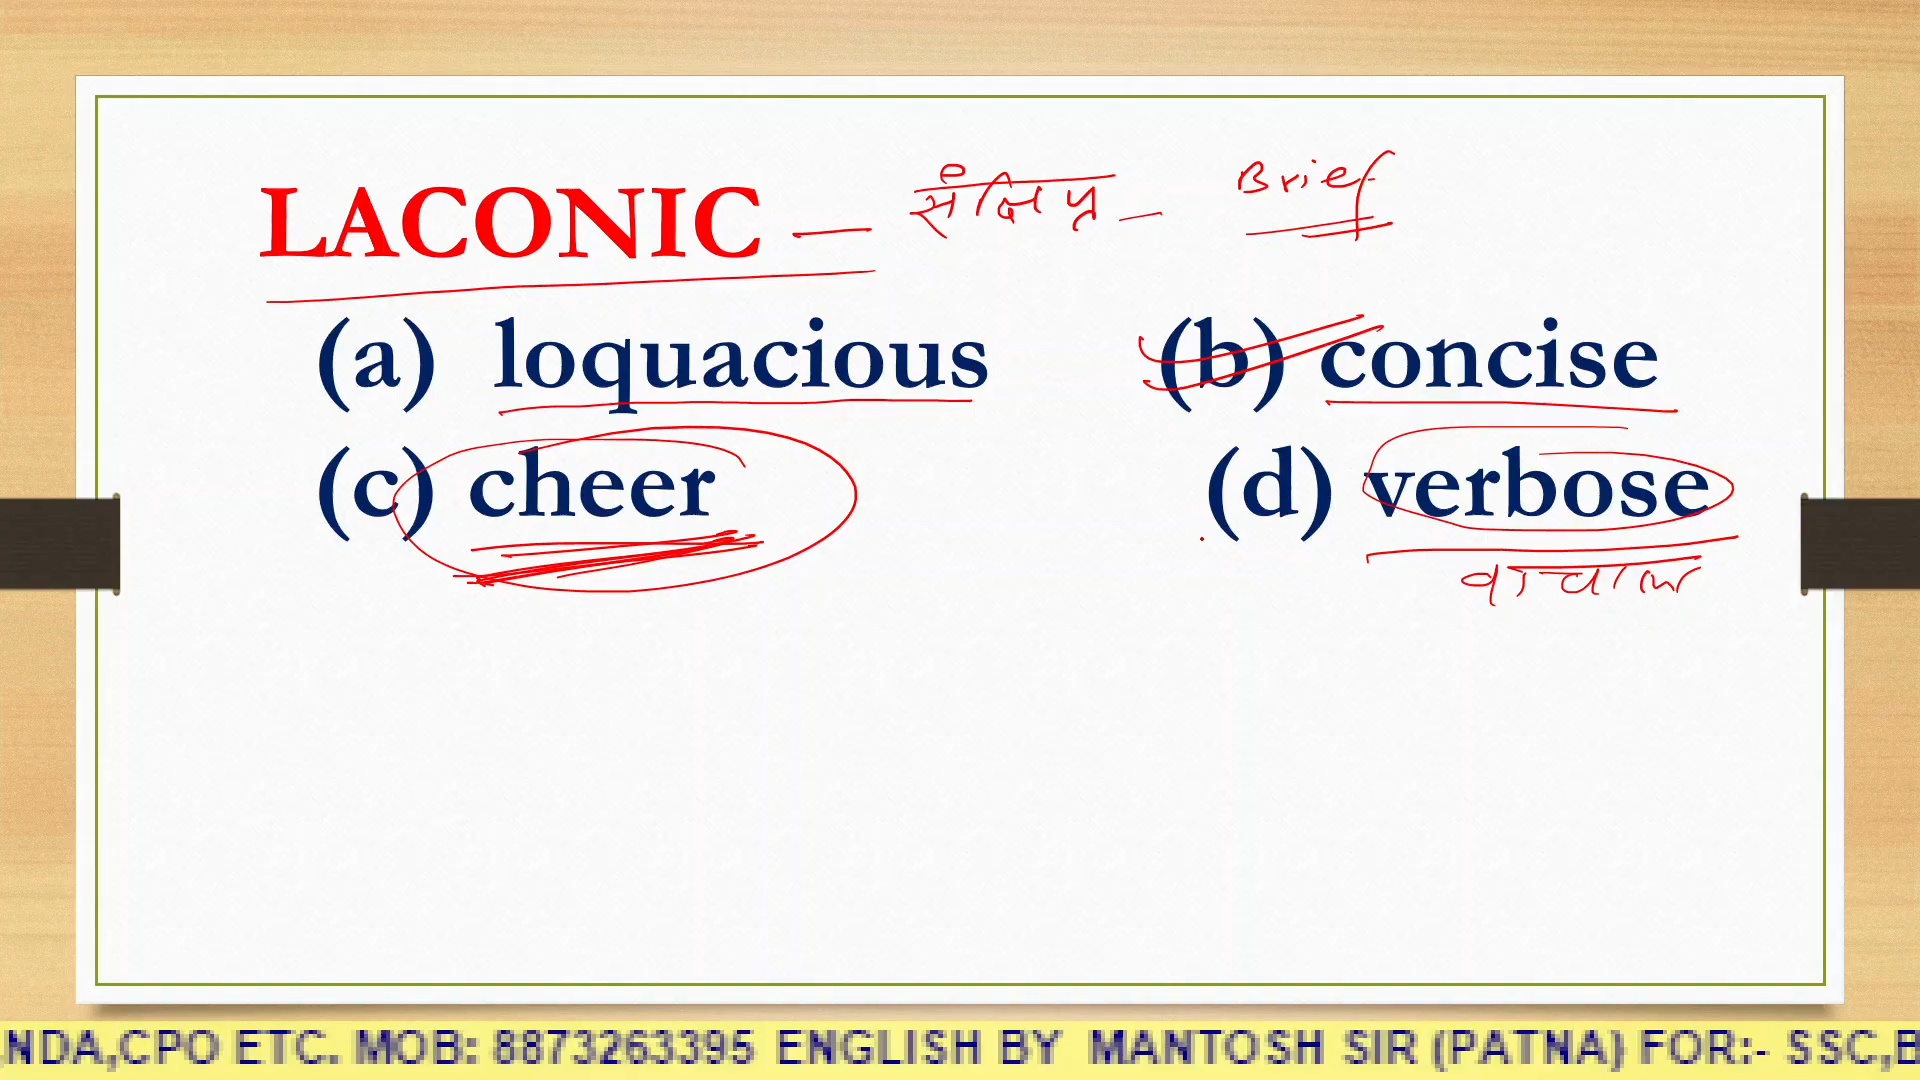 LACONIC — संक्षिप्त — Brief
(a) loquacious (b) concise
(c) cheer (d) verbose
वाचाल
NDA,CPO ETC. MOB: 8873263395 ENGLISH BY MANTOSH SIR (PATNA) FOR:- SSC,B